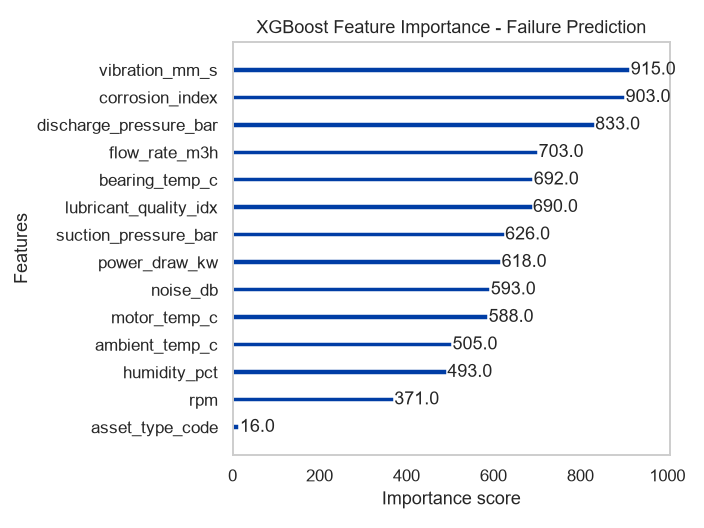 XGBoost Feature Importance - Failure Prediction
Features
vibration_mm_s 915.0
corrosion_index 903.0
discharge_pressure_bar 833.0
flow_rate_m3h 703.0
bearing_temp_c 692.0
lubricant_quality_idx 690.0
suction_pressure_bar 626.0
power_draw_kw 618.0
noise_db 593.0
motor_temp_c 588.0
ambient_temp_c 505.0
humidity_pct 493.0
rpm 371.0
asset_type_code 16.0
0 200 400 600 800 1000
Importance score